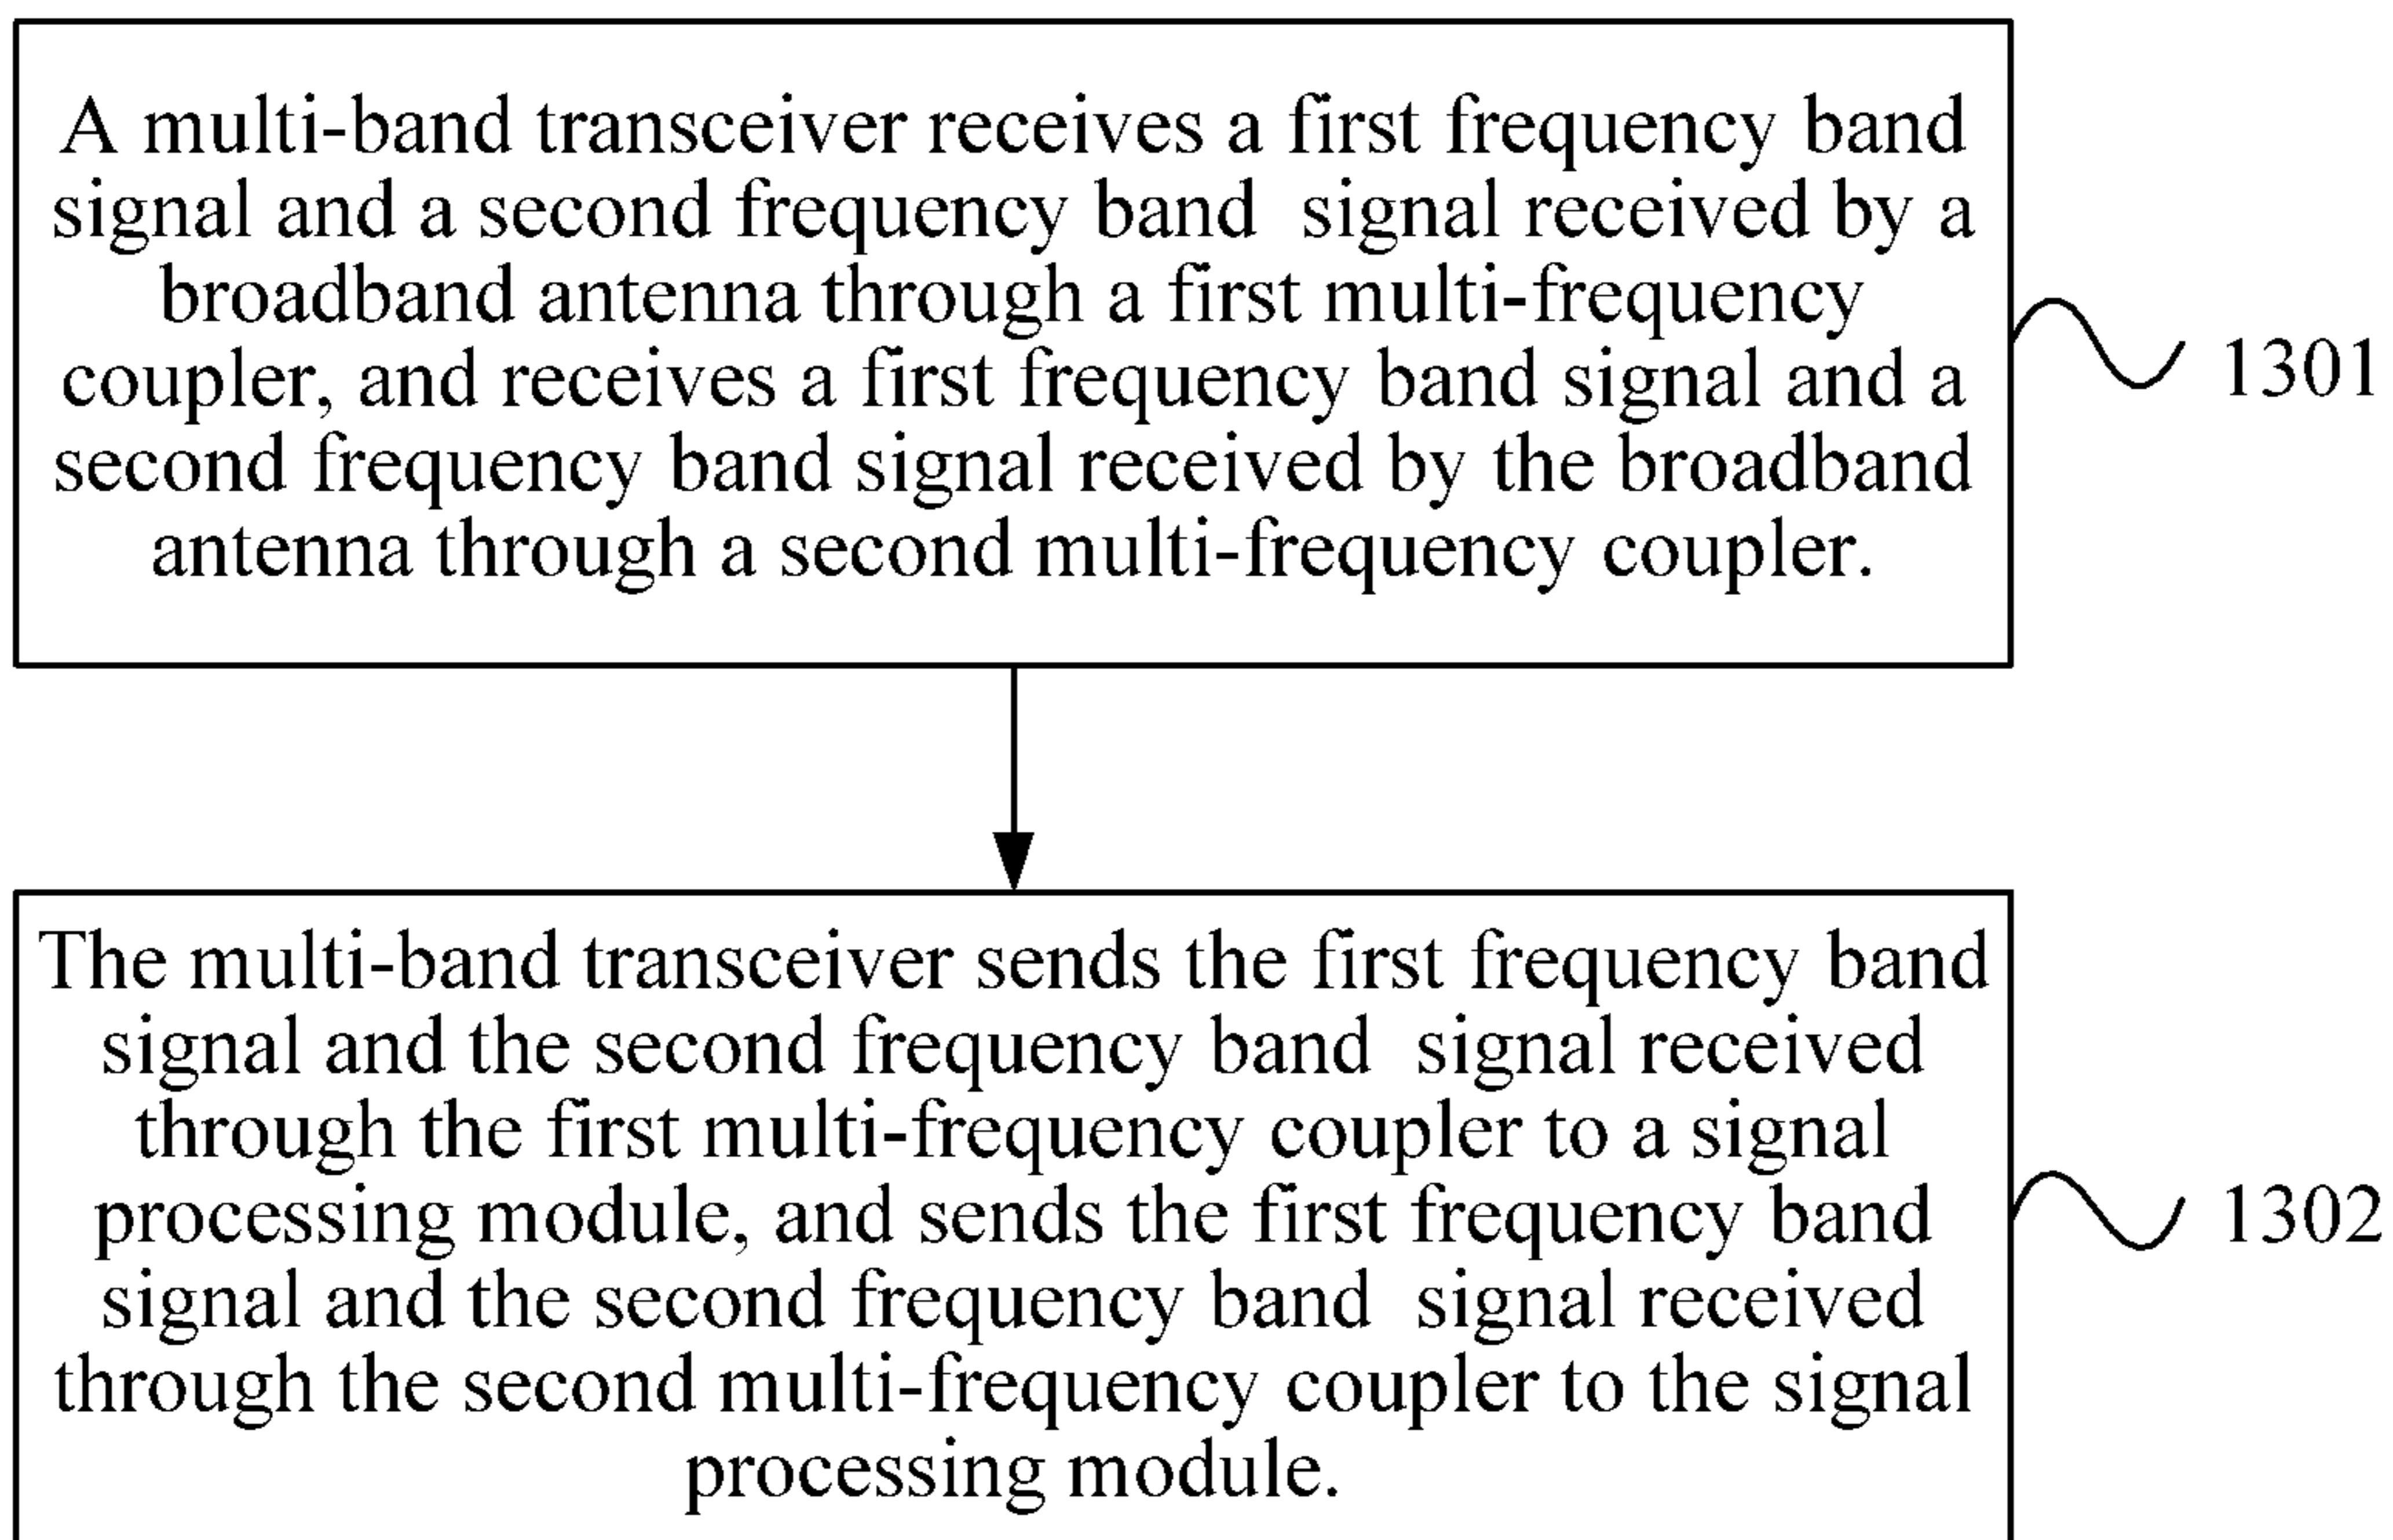 A multi-band transceiver receives a first frequency band
signal and a second frequency band signal received by a
broadband antenna through a first multi-frequency
coupler, and receives a first frequency band signal and a
second frequency band signal received by the broadband
antenna through a second multi-frequency coupler.
1301
The multi-band transceiver sends the first frequency band
signal and the second frequency band signal received
through the first multi-frequency coupler to a signal
processing module, and sends the first frequency band
signal and the second frequency band signal received
through the second multi-frequency coupler to the signal
processing module.
1302